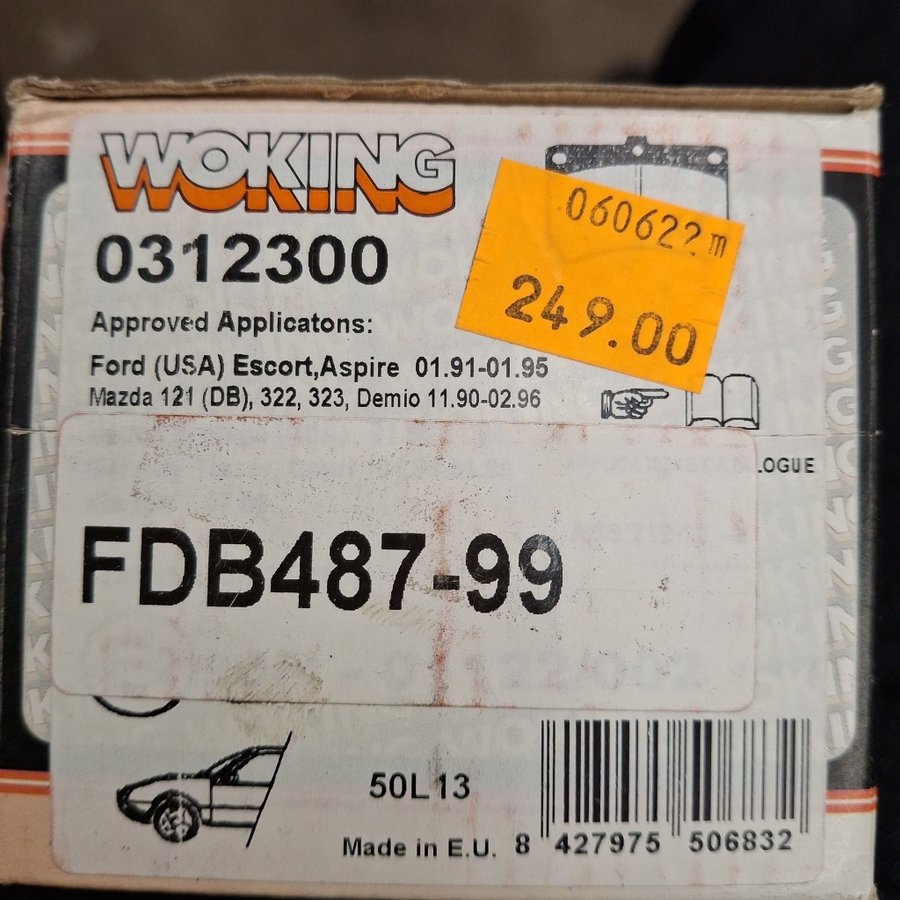 WOKING
0312300
060622 m
249.00
Approved Applicatons:
Ford (USA) Escort,Aspire 01.91-01.95
Mazda 121 (DB), 322, 323, Demio 11.90-02.96
LOGUE
FDB487-99
50L13
Made in E.U.
8 427975 506832